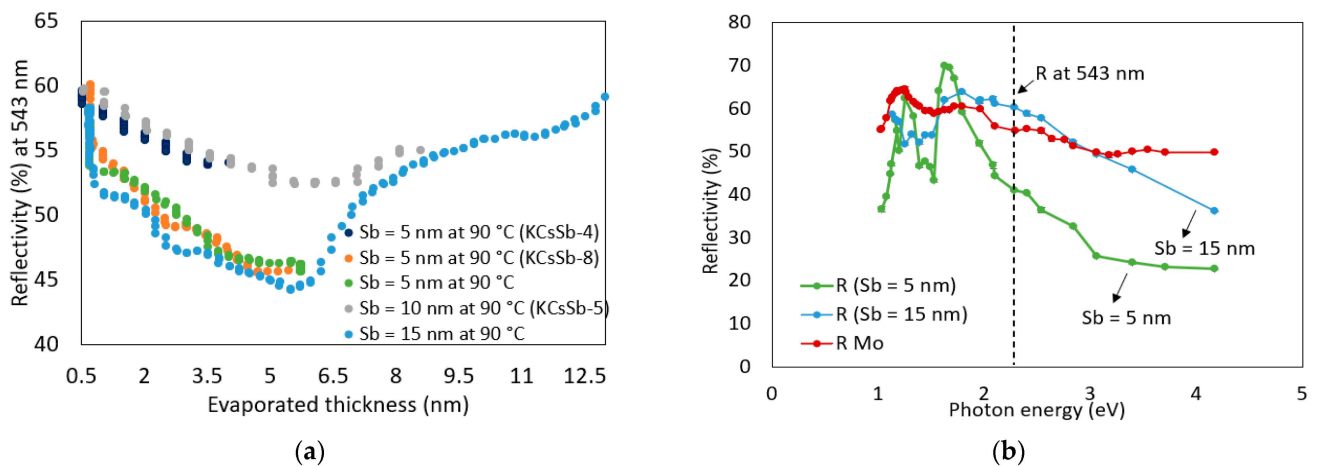 65
60
55
50
45
40
Reflectivity (%) at 543 nm
Sb = 5 nm at 90 °C (KCsSb-4)
Sb = 5 nm at 90 °C (KCsSb-8)
Sb = 5 nm at 90 °C
Sb = 10 nm at 90 °C (KCsSb-5)
Sb = 15 nm at 90 °C
0.5 2 3.5 5 6.5 8 9.5 11 12.5
Evaporated thickness (nm)
(a)
80
70
60
50
40
30
20
10
0
Reflectivity (%)
R at 543 nm
Sb = 15 nm
Sb = 5 nm
R (Sb = 5 nm)
R (Sb = 15 nm)
R Mo
0 1 2 3 4 5
Photon energy (eV)
(b)